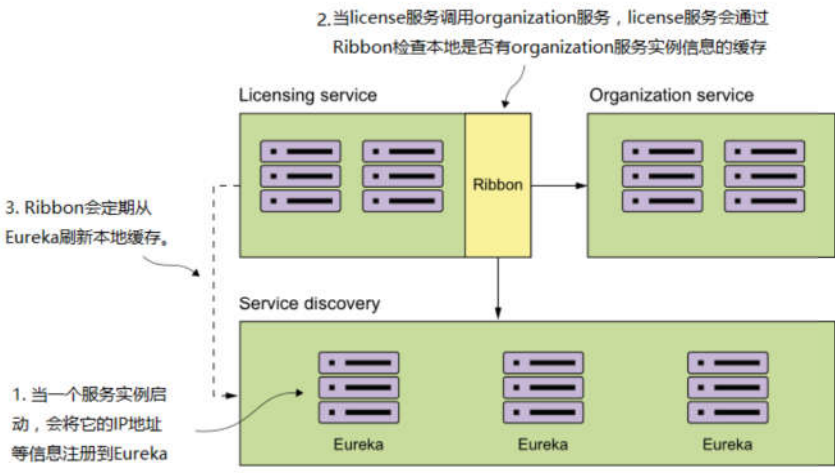 2.当license服务调用organization服务，license服务会通过
Ribbon检查本地是否有organization服务实例信息的缓存
Licensing service
Organization service
Ribbon
3. Ribbon会定期从
Eureka刷新本地缓存。
Service discovery
1. 当一个服务实例启
动，会将它的IP地址
等信息注册到Eureka
Eureka
Eureka
Eureka